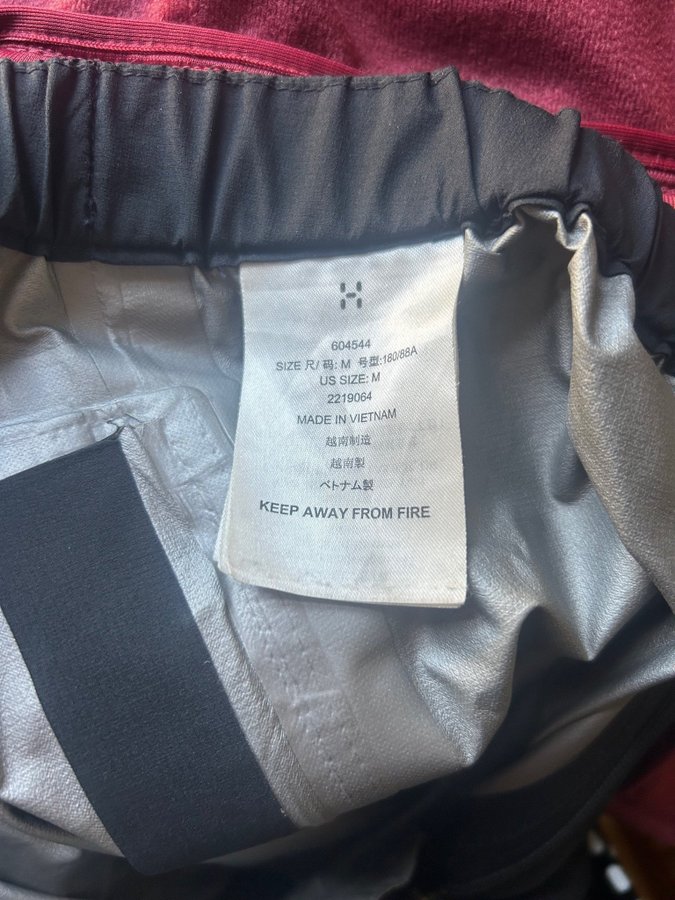 H
604544
SIZE 尺/ 码: M 号型:180/88A
US SIZE: M
2219064
MADE IN VIETNAM
越南制造
越南製
ベトナム製
KEEP AWAY FROM FIRE